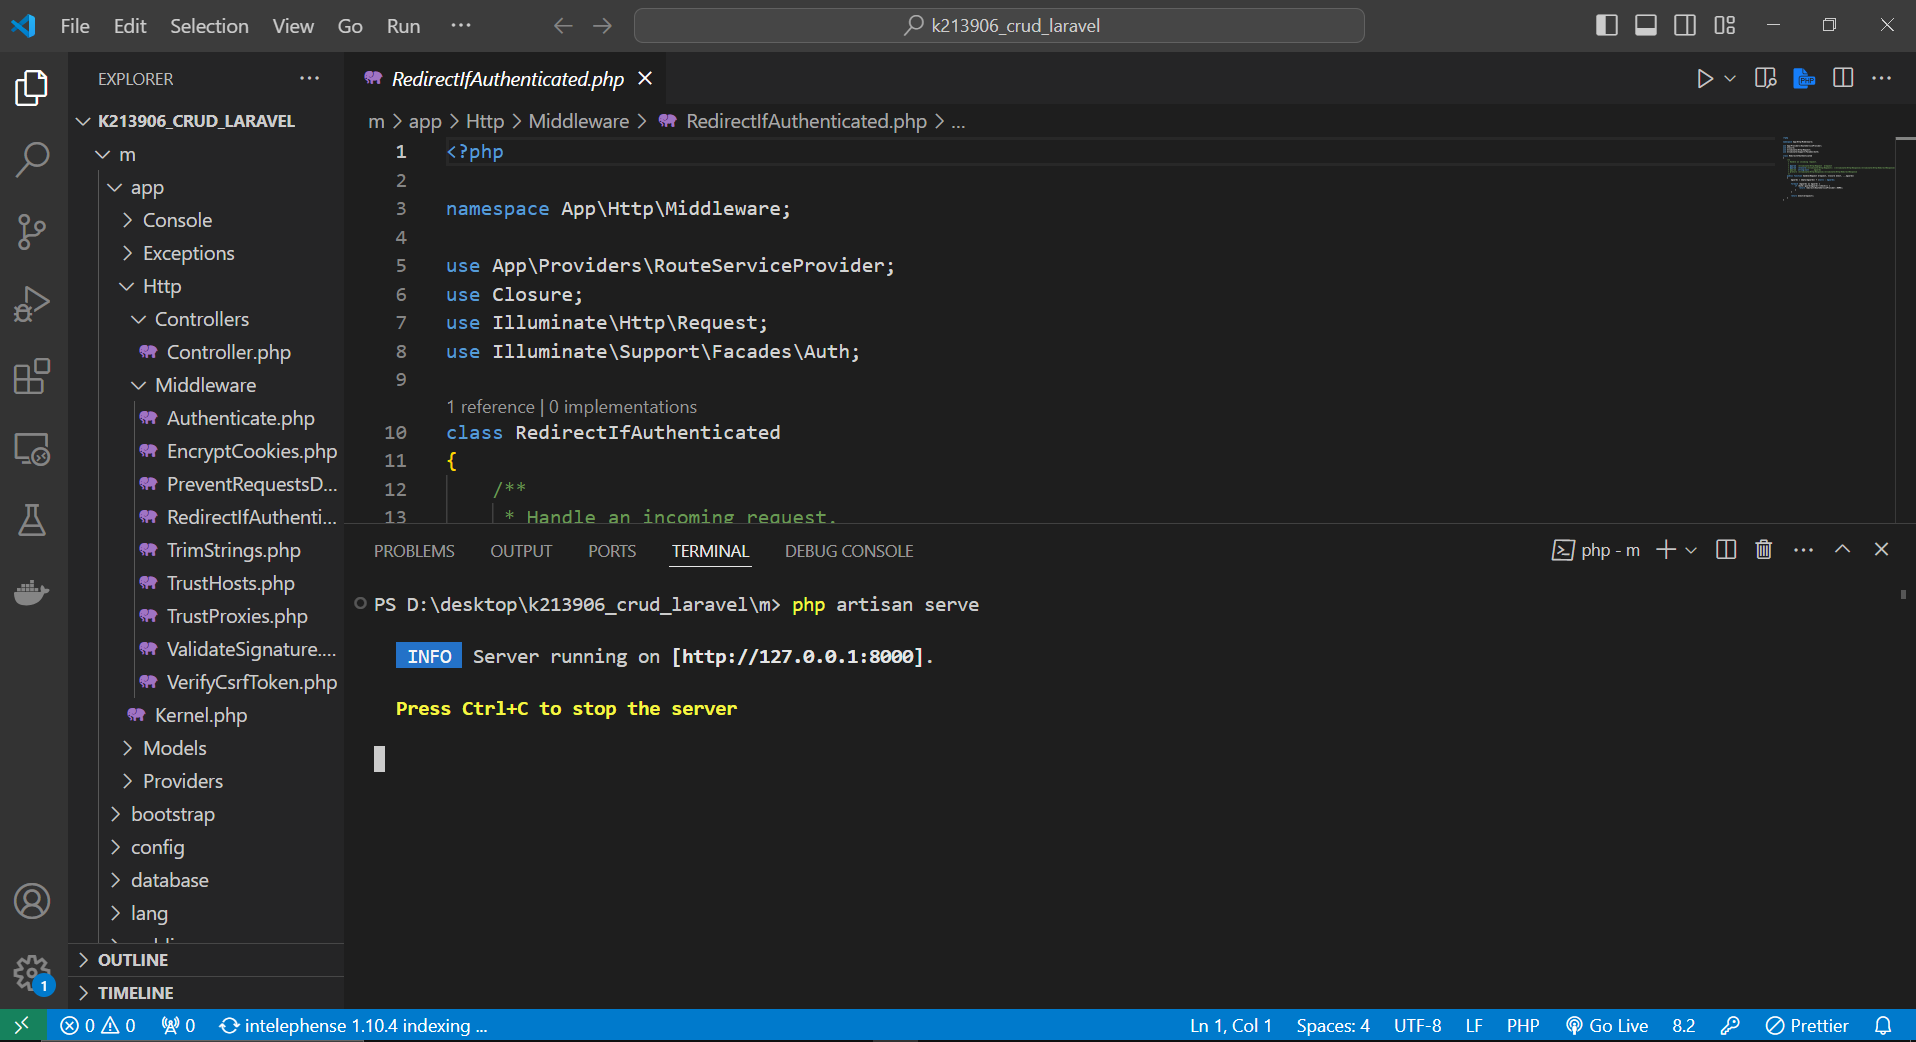 File Edit Selection View Go Run ···
k213906_crud_laravel
EXPLORER
K213906_CRUD_LARAVEL
m
app
Console
Exceptions
Http
Controllers
Controller.php
Middleware
Authenticate.php
EncryptCookies.php
PreventRequestsD...
RedirectIfAuthenti...
TrimStrings.php
TrustHosts.php
TrustProxies.php
ValidateSignature....
VerifyCsrfToken.php
Kernel.php
Models
Providers
bootstrap
config
database
lang
OUTLINE
TIMELINE
RedirectIfAuthenticated.php
m > app > Http > Middleware > RedirectIfAuthenticated.php > ...
1 <?php
2
3 namespace App\Http\Middleware;
4
5 use App\Providers\RouteServiceProvider;
6 use Closure;
7 use Illuminate\Http\Request;
8 use Illuminate\Support\Facades\Auth;
9
1 reference | 0 implementations
10 class RedirectIfAuthenticated
11 {
12 /**
13 * Handle an incoming request.
PROBLEMS OUTPUT PORTS TERMINAL DEBUG CONSOLE
php - m
PS D:\desktop\k213906_crud_laravel\m> php artisan serve
INFO Server running on [http://127.0.0.1:8000].
Press Ctrl+C to stop the server
1
0 0 0 intelephense 1.10.4 indexing ... Ln 1, Col 1 Spaces: 4 UTF-8 LF PHP Go Live 8.2 Prettier